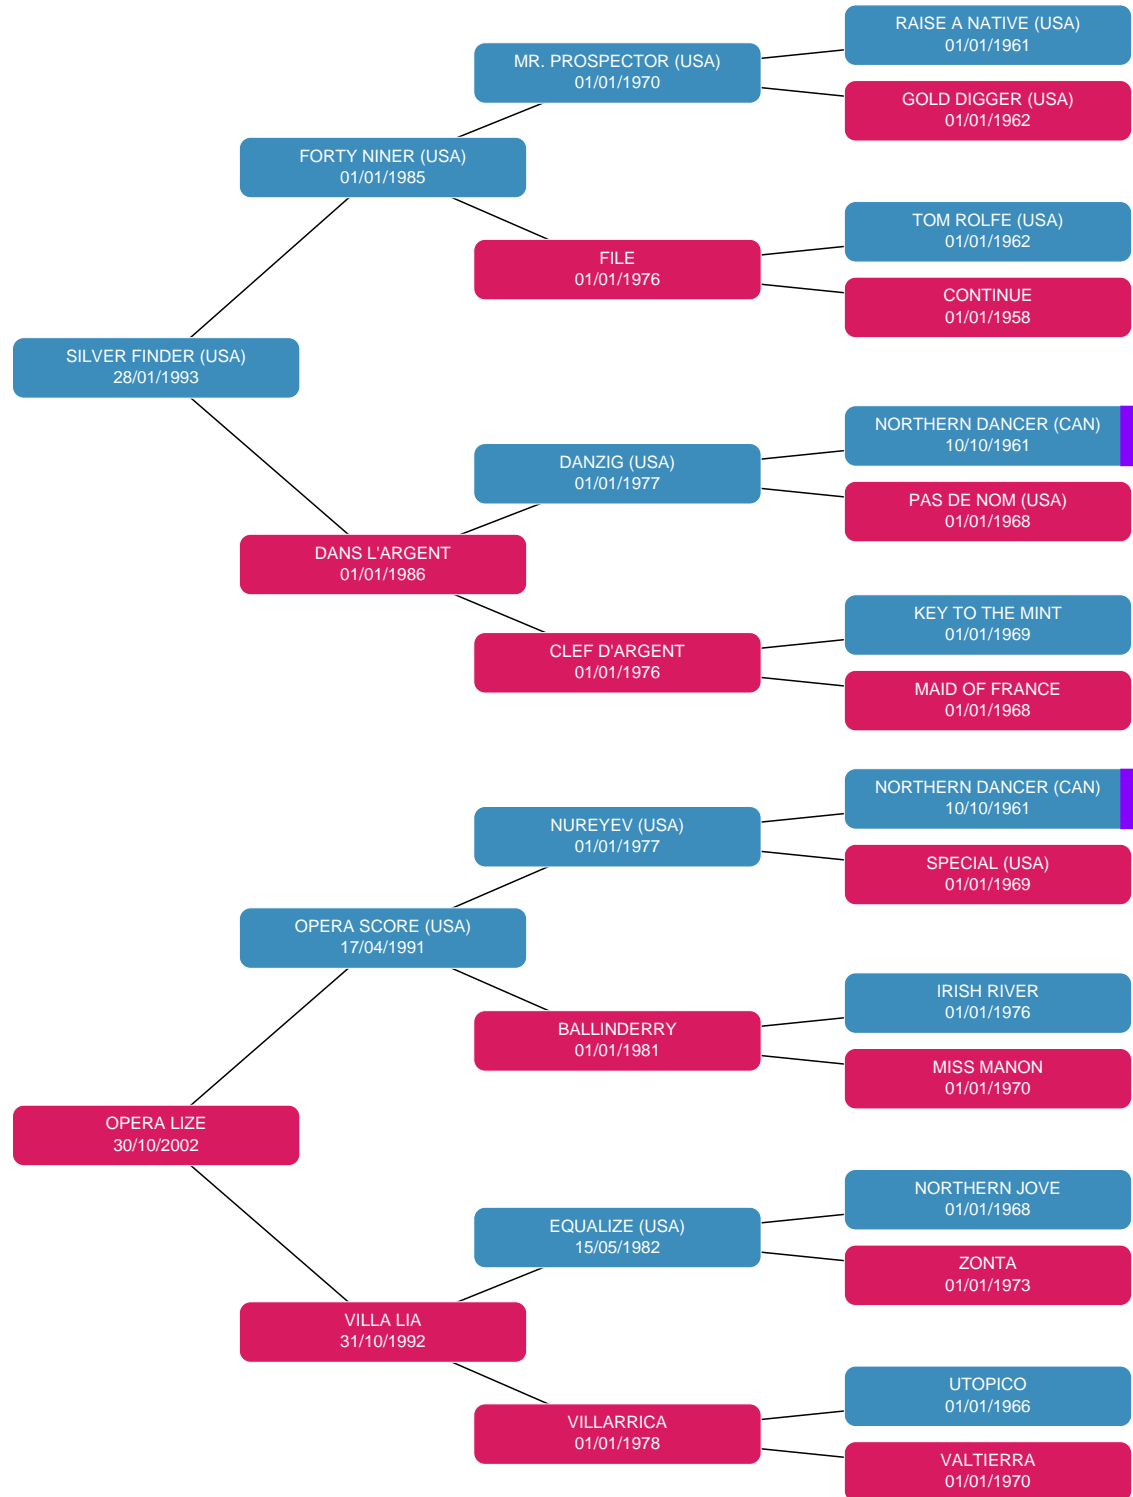 RAISE A NATIVE (USA)
01/01/1961
MR. PROSPECTOR (USA)
01/01/1970
GOLD DIGGER (USA)
01/01/1962
FORTY NINER (USA)
01/01/1985
TOM ROLFE (USA)
01/01/1962
FILE
01/01/1976
CONTINUE
01/01/1958
SILVER FINDER (USA)
28/01/1993
NORTHERN DANCER (CAN)
10/10/1961
DANZIG (USA)
01/01/1977
PAS DE NOM (USA)
01/01/1968
DANS L'ARGENT
01/01/1986
KEY TO THE MINT
01/01/1969
CLEF D'ARGENT
01/01/1976
MAID OF FRANCE
01/01/1968
NORTHERN DANCER (CAN)
10/10/1961
NUREYEV (USA)
01/01/1977
SPECIAL (USA)
01/01/1969
OPERA SCORE (USA)
17/04/1991
IRISH RIVER
01/01/1976
BALLINDERRY
01/01/1981
MISS MANON
01/01/1970
OPERA LIZE
30/10/2002
NORTHERN JOVE
01/01/1968
EQUALIZE (USA)
15/05/1982
ZONTA
01/01/1973
VILLA LIA
31/10/1992
UTOPICO
01/01/1966
VILLARRICA
01/01/1978
VALTIERRA
01/01/1970